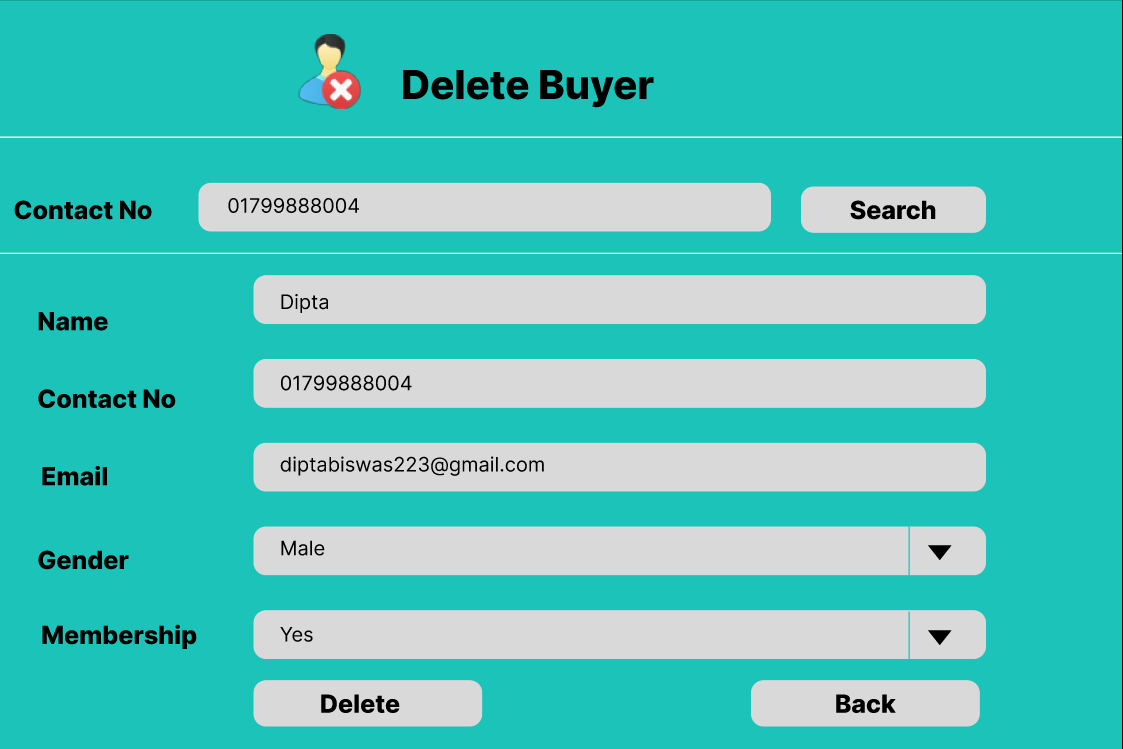 Delete Buyer
Contact No 01799888004 Search
Name Dipta
Contact No 01799888004
Email diptabiswas223@gmail.com
Gender Male
Membership Yes
Delete Back